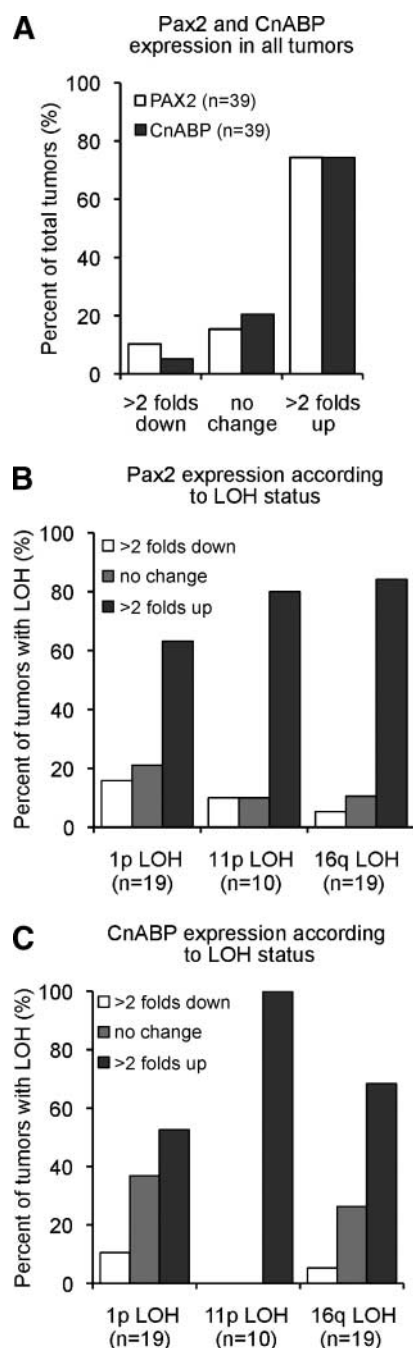 A
Pax2 and CnABP
expression in all tumors
Percent of total tumors (%)
100
80
60
40
20
0
PAX2 (n=39)
CnABP (n=39)
>2 folds down
no change
>2 folds up
B
Pax2 expression according
to LOH status
Percent of tumors with LOH (%)
100
80
60
40
20
0
>2 folds down
no change
>2 folds up
1p LOH (n=19)
11p LOH (n=10)
16q LOH (n=19)
C
CnABP expression according
to LOH status
Percent of tumors with LOH (%)
100
80
60
40
20
0
>2 folds down
no change
>2 folds up
1p LOH (n=19)
11p LOH (n=10)
16q LOH (n=19)